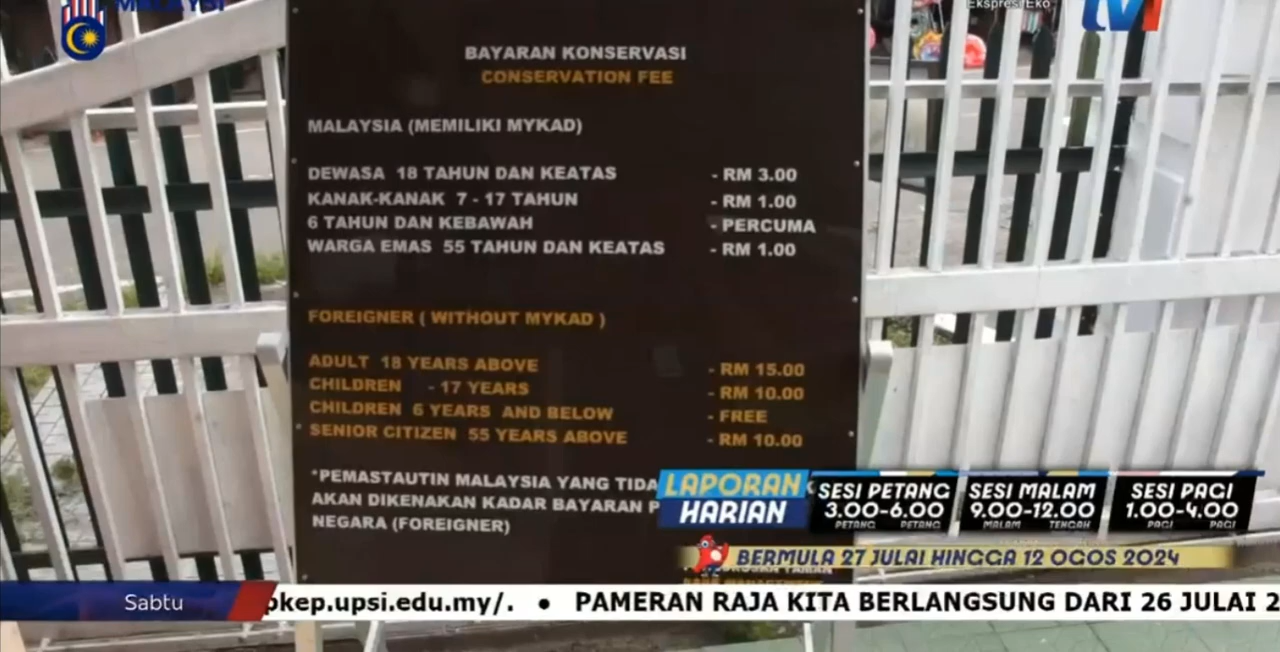 MALAYSI
Ekspresi Eko
tv1
BAYARAN KONSERVASI
CONSERVATION FEE
MALAYSIA (MEMILIKI MYKAD)
DEWASA 18 TAHUN DAN KEATAS - RM 3.00
KANAK-KANAK 7 - 17 TAHUN - RM 1.00
6 TAHUN DAN KEBAWAH - PERCUMA
WARGA EMAS 55 TAHUN DAN KEATAS - RM 1.00
FOREIGNER ( WITHOUT MYKAD )
ADULT 18 YEARS ABOVE - RM 15.00
CHILDREN - 17 YEARS - RM 10.00
CHILDREN 6 YEARS AND BELOW - FREE
SENIOR CITIZEN 55 YEARS ABOVE - RM 10.00
*PEMASTAUTIN MALAYSIA YANG TIDA
AKAN DIKENAKAN KADAR BAYARAN P
NEGARA (FOREIGNER)
LAPORAN
HARIAN
SESI PETANG
3.00-6.00
PETANG PETANG
SESI MALAM
9.00-12.00
MALAM TENGAH
SESI PAGI
1.00-4.00
PAGI PAGI
BERMULA 27 JULAI HINGGA 12 OGOS 2024
Sabtu
pkep.upsi.edu.my/. • PAMERAN RAJA KITA BERLANGSUNG DARI 26 JULAI 2